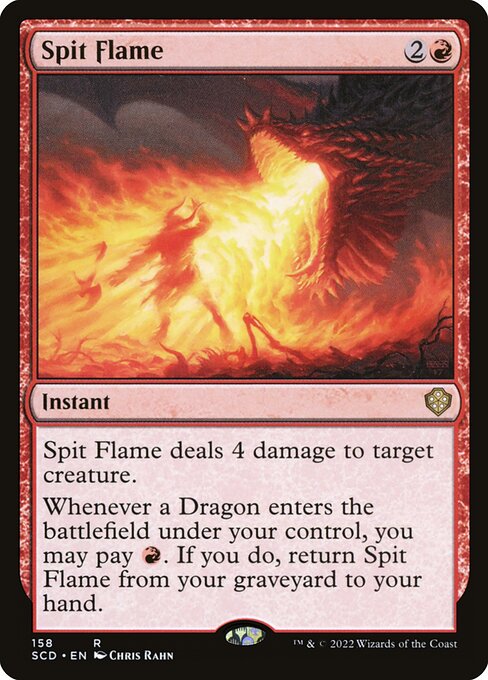 Spit Flame 2
Instant
Spit Flame deals 4 damage to target
creature.
Whenever a Dragon enters the
battlefield under your control, you
may pay . If you do, return Spit
Flame from your graveyard to your
hand.
158 R
SCD • EN Chris Rahn
™ & © 2022 Wizards of the Coast